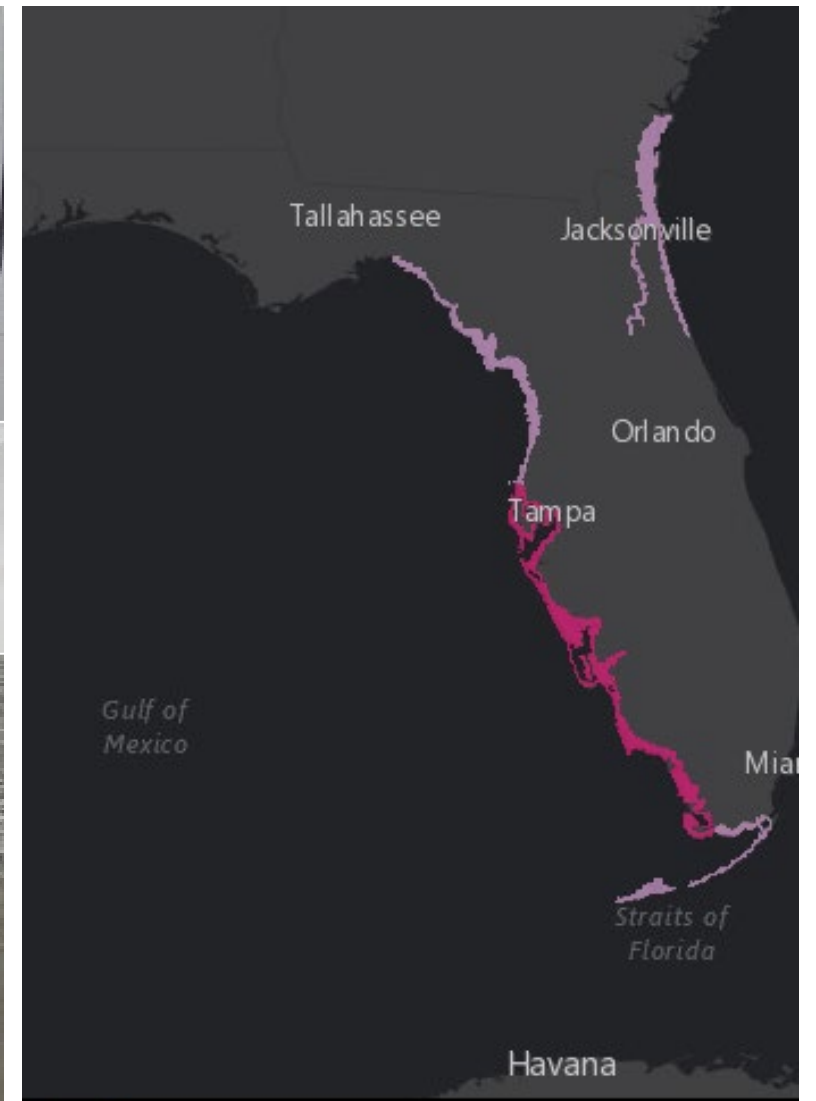 Tallahassee
Jacksonville
Orlando
Tampa
Gulf of
Mexico
Straits of
Florida
Havana